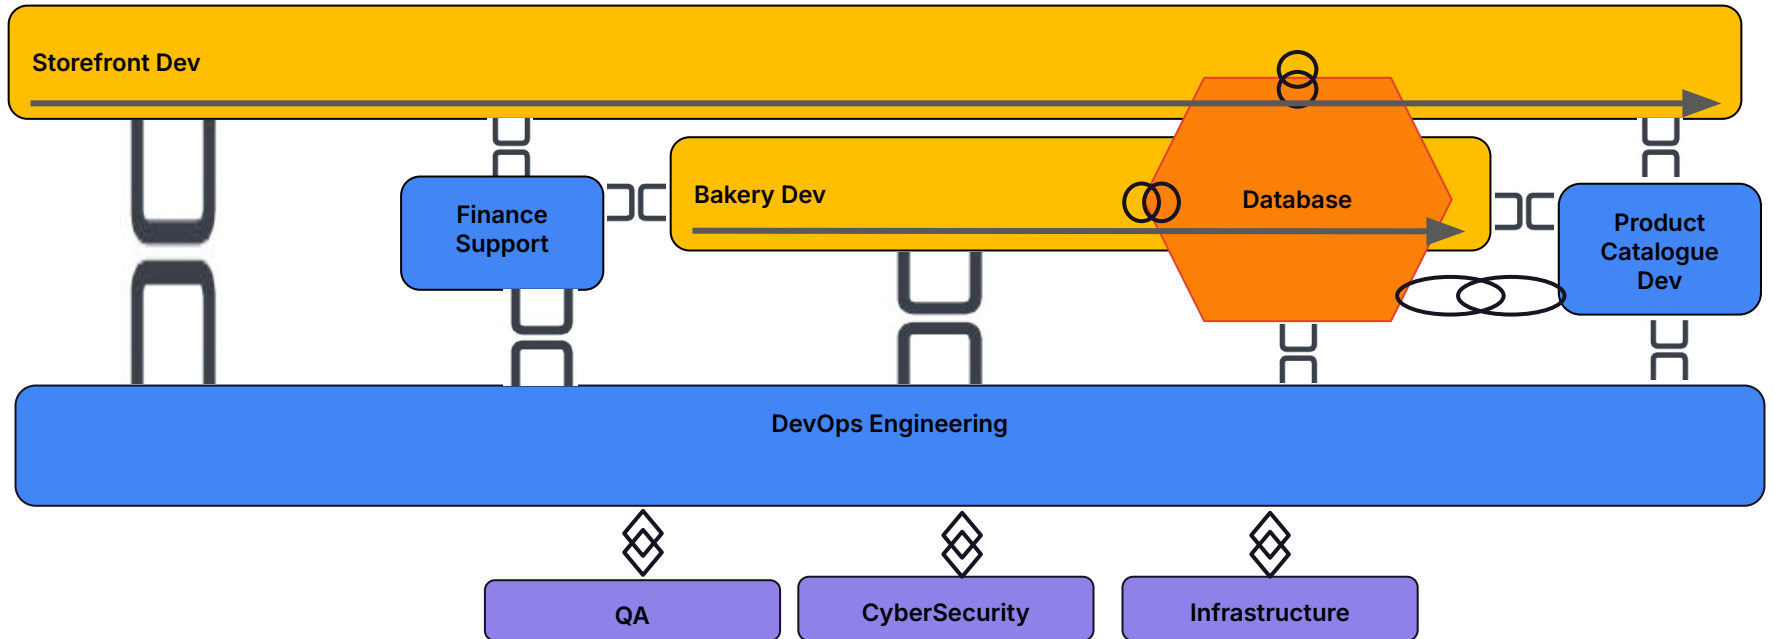 Storefront Dev
Finance
Support
Bakery Dev
Database
Product
Catalogue
Dev
DevOps Engineering
QA
CyberSecurity
Infrastructure